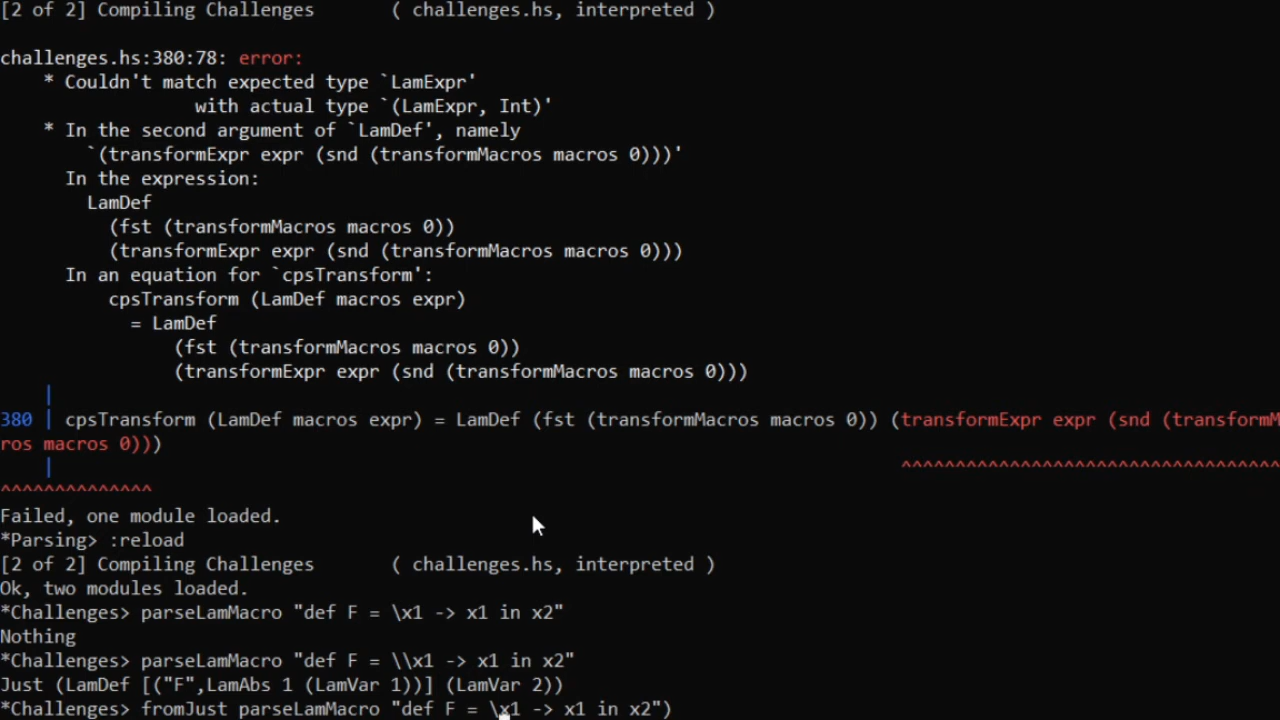 [2 of 2] Compiling Challenges ( challenges.hs, interpreted )
challenges.hs:380:78: error:
* Couldn't match expected type `LamExpr'
with actual type `(LamExpr, Int)'
* In the second argument of `LamDef', namely
`(transformExpr expr (snd (transformMacros macros 0)))'
In the expression:
LamDef
(fst (transformMacros macros 0))
(transformExpr expr (snd (transformMacros macros 0)))
In an equation for `cpsTransform':
cpsTransform (LamDef macros expr)
= LamDef
(fst (transformMacros macros 0))
(transformExpr expr (snd (transformMacros macros 0)))
|
380 | cpsTransform (LamDef macros expr) = LamDef (fst (transformMacros macros 0)) (transformExpr expr (snd (transformM
ros macros 0)))
| ^^^^^^^^^^^^^^^^^^^^^^^^^^^^^^^^^^^
^^^^^^^^^^^^^^
Failed, one module loaded.
*Parsing> :reload
[2 of 2] Compiling Challenges ( challenges.hs, interpreted )
Ok, two modules loaded.
*Challenges> parseLamMacro "def F = \x1 -> x1 in x2"
Nothing
*Challenges> parseLamMacro "def F = \\x1 -> x1 in x2"
Just (LamDef [("F",LamAbs 1 (LamVar 1))] (LamVar 2))
*Challenges> fromJust parseLamMacro "def F = \x1 -> x1 in x2")